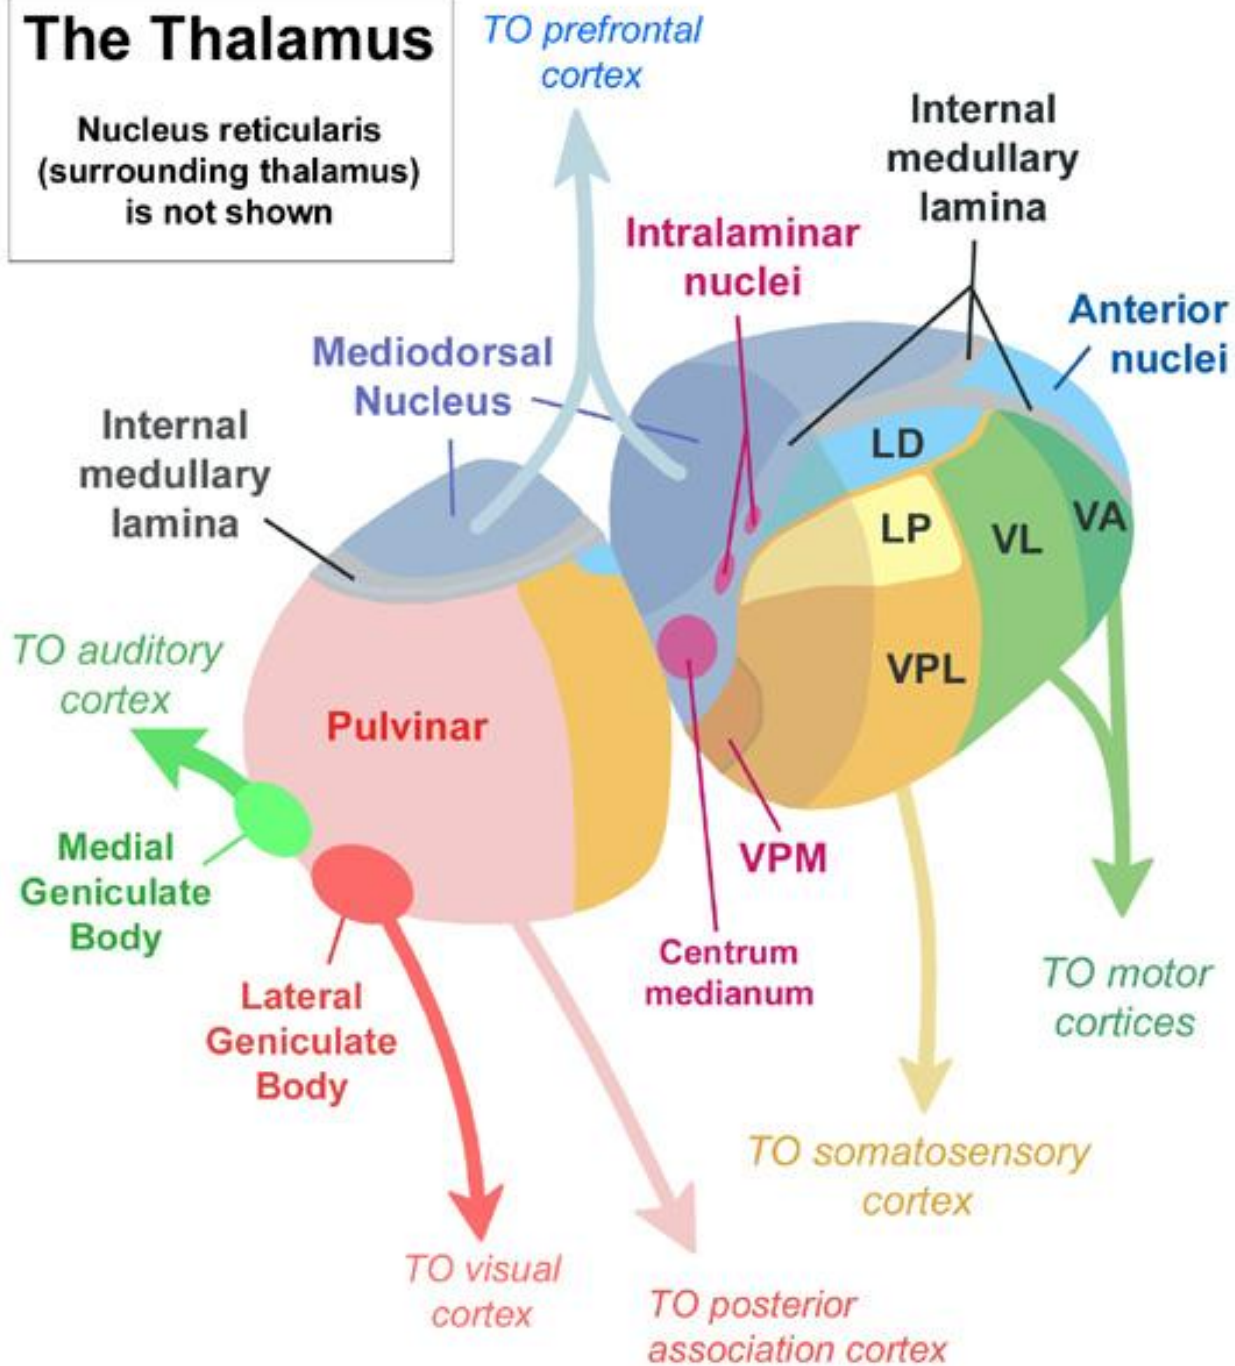 The Thalamus
Nucleus reticularis
(surrounding thalamus)
is not shown
TO prefrontal
cortex
Internal
medullary
lamina
Intralaminar
nuclei
Anterior
nuclei
Mediodorsal
Nucleus
Internal
medullary
lamina
LD
LP
VL
VA
VPL
TO auditory
cortex
Pulvinar
Medial
Geniculate
Body
VPM
Centrum
medianum
Lateral
Geniculate
Body
TO motor
cortices
TO somatosensory
cortex
TO visual
cortex
TO posterior
association cortex